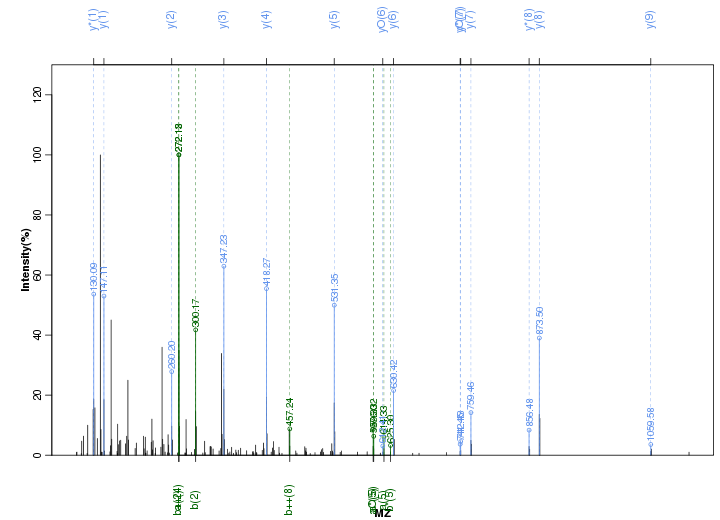 y*(1)
y(1)
y(2)
y(3)
y(4)
y(5)
y(6)
y(7)
y*(8)
y(8)
y(9)
Intensity(%)
0
20
40
60
80
100
120
130.09
147.11
260.20
272.18
300.17
347.23
418.27
457.24
531.35
630.42
759.46
856.48
873.50
1059.58
b(2)
b++(8)
MZ